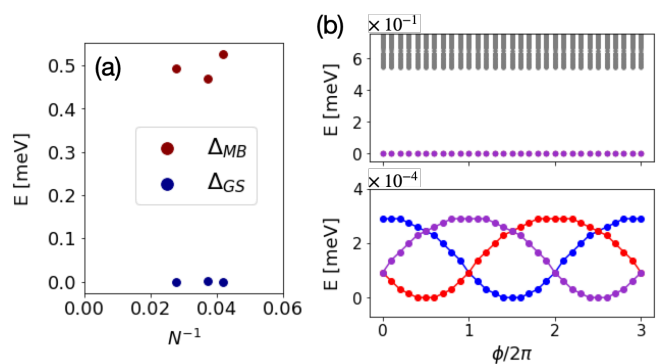 (a)
E [meV]
0.5
0.4
0.3
0.2
0.1
0.0
Δ_MB
Δ_GS
0.00 0.02 0.04 0.06
N⁻¹
(b)
× 10⁻¹
E [meV]
6
4
2
0
× 10⁻⁴
E [meV]
4
2
0
0 1 2 3
ϕ/2π